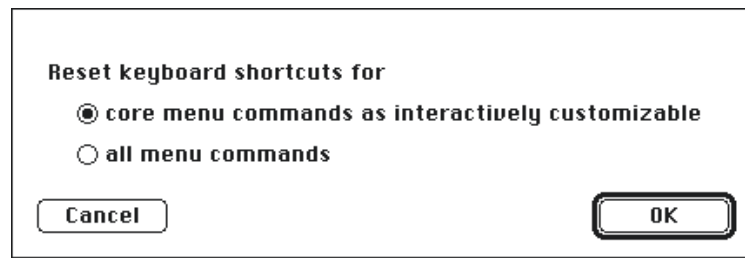 Reset keyboard shortcuts for
core menu commands as interactively customizable
all menu commands
Cancel
OK